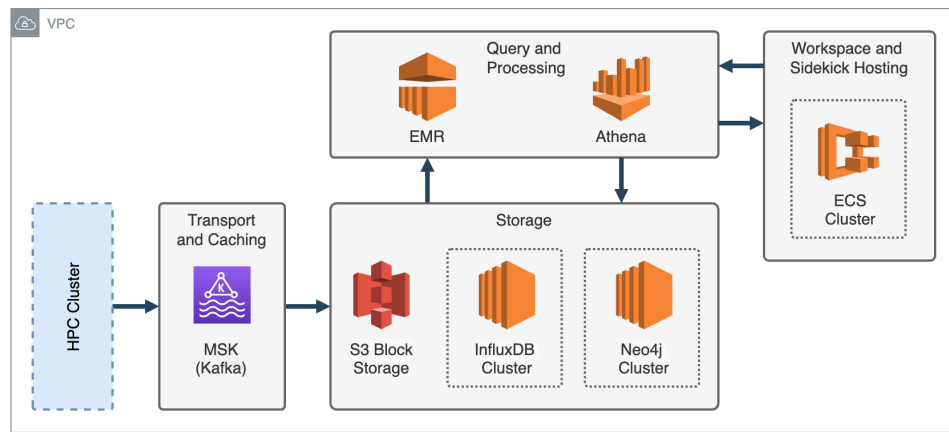 VPC
Query and
Processing
EMR
Athena
Workspace and
Sidekick Hosting
ECS
Cluster
HPC Cluster
Transport
and Caching
K
MSK
(Kafka)
Storage
S3 Block
Storage
InfluxDB
Cluster
Neo4j
Cluster